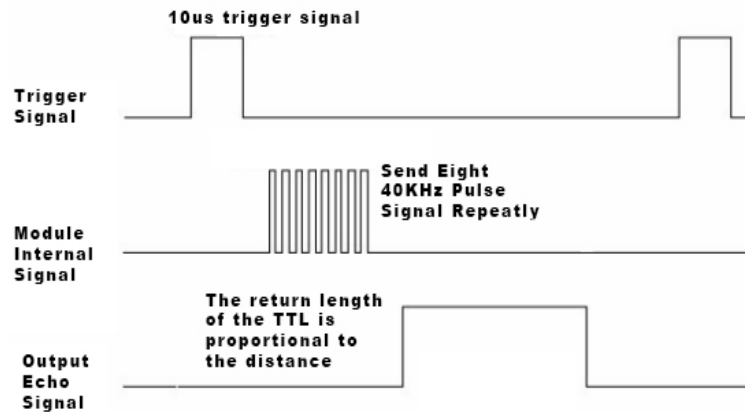 10us trigger signal
Trigger
Signal
Send Eight
40KHz Pulse
Signal Repeatly
Module
Internal
Signal
The return length
of the TTL is
proportional to
the distance
Output
Echo
Signal